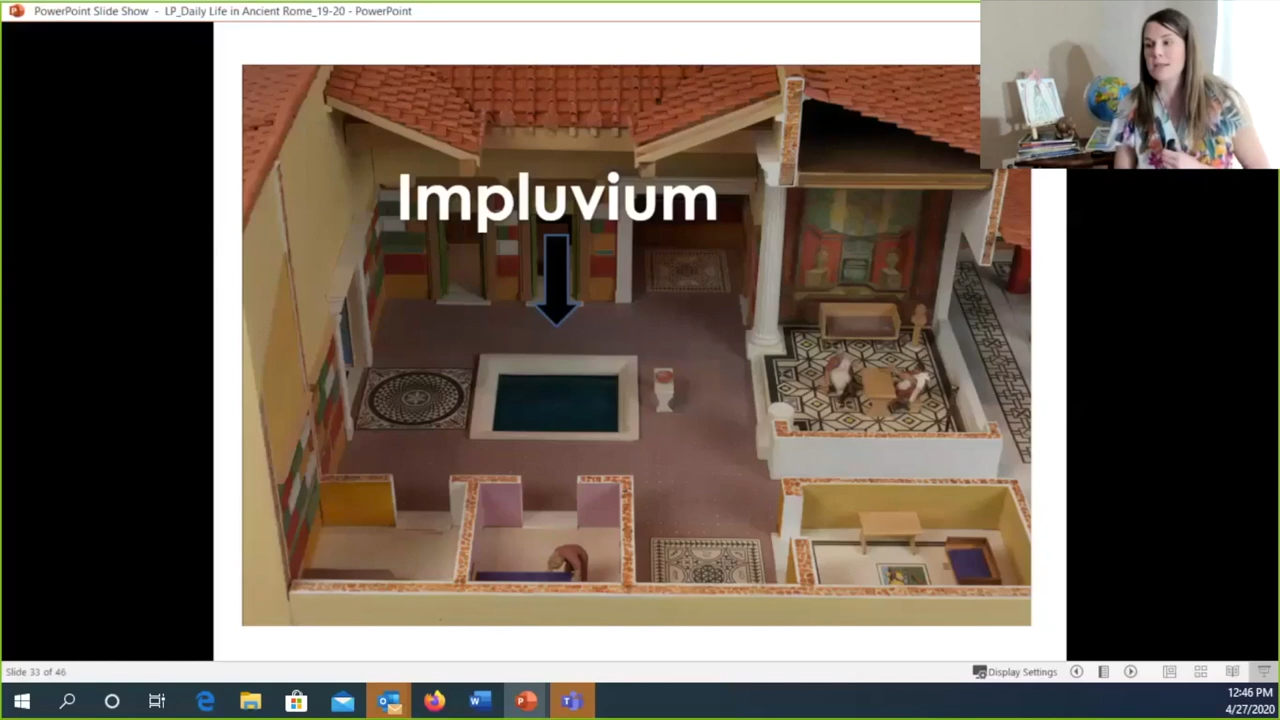 PowerPoint Slide Show - LP_Daily Life in Ancient Rome_19-20 - PowerPoint
Impluvium
Slide 33 of 46
Display Settings
12:46 PM
4/27/2020